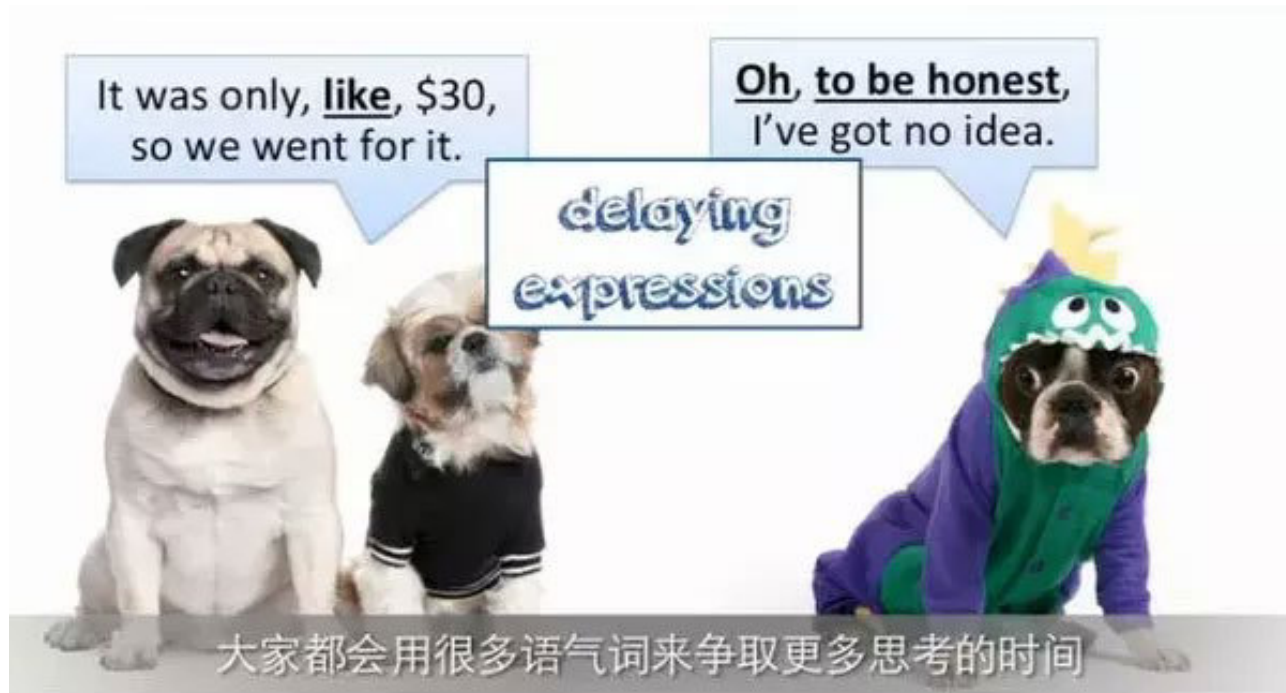 It was only, like, $30,
so we went for it.
Oh, to be honest,
I've got no idea.
delaying
expressions
大家都会用很多语气词来争取更多思考的时间